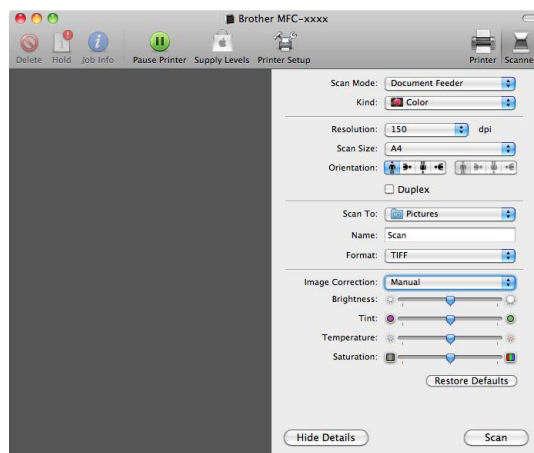 Brother MFC-xxxx
Delete Hold Job Info Pause Printer Supply Levels Printer Setup Printer Scanne
Scan Mode: Document Feeder
Kind: Color
Resolution: 150 dpi
Scan Size: A4
Orientation:
Duplex
Scan To: Pictures
Name: Scan
Format: TIFF
Image Correction: Manual
Brightness:
Tint:
Temperature:
Saturation:
Restore Defaults
Hide Details Scan